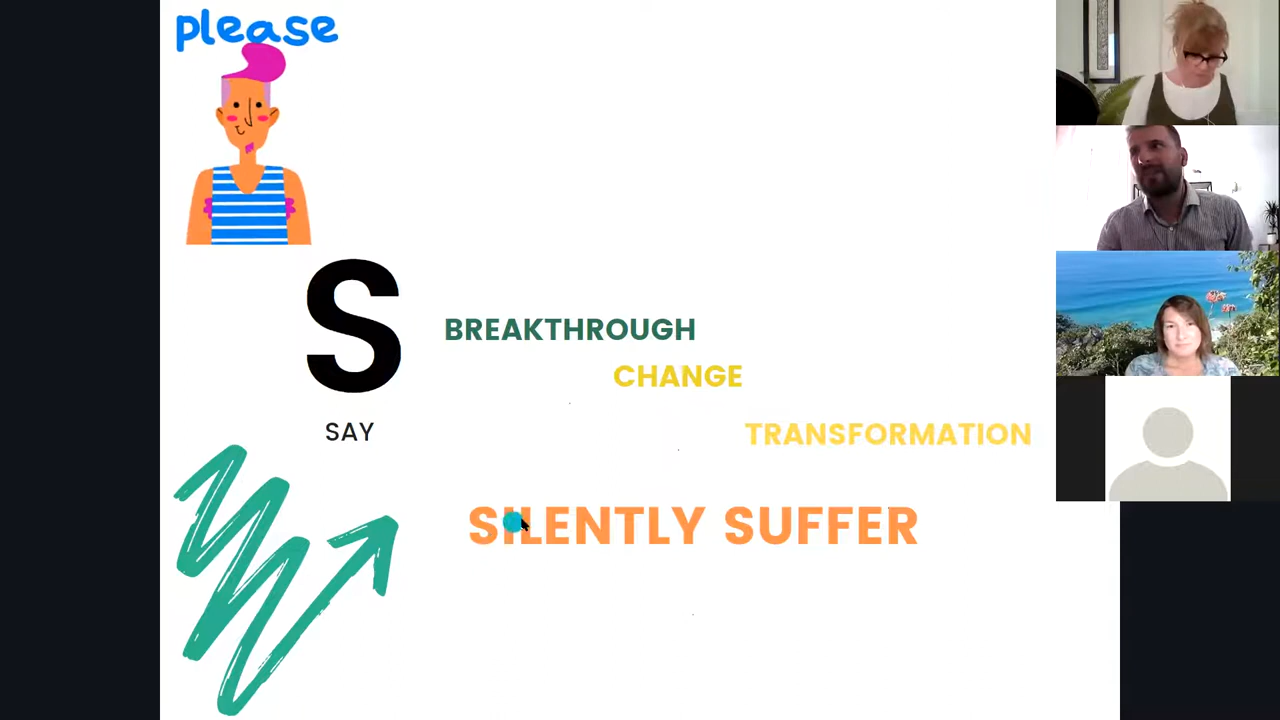 please
S
BREAKTHROUGH
CHANGE
SAY
TRANSFORMATION
SILENTLY SUFFER